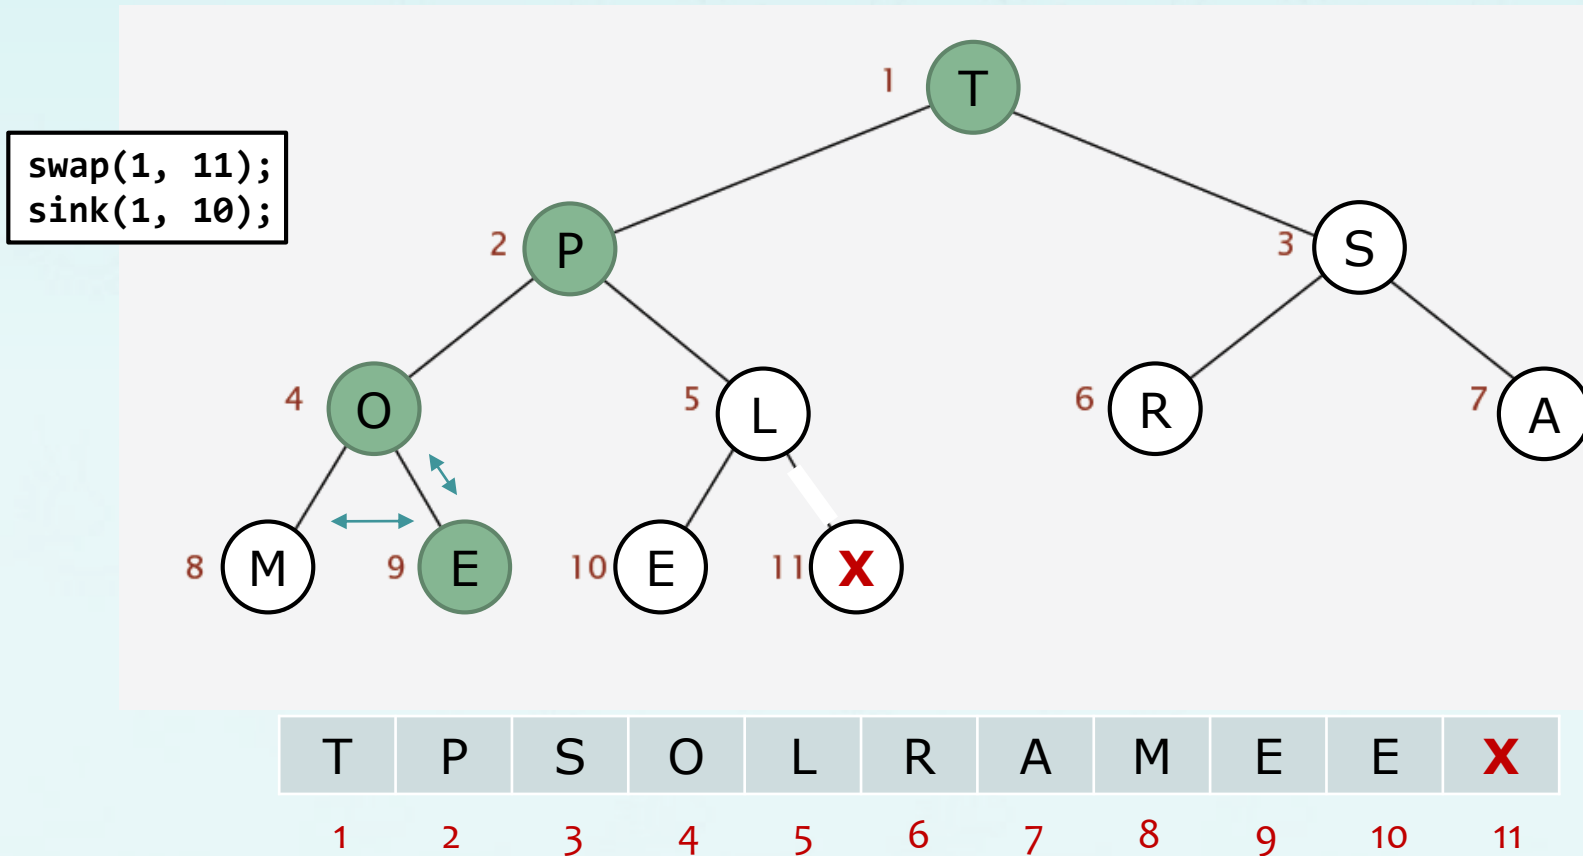 1 T
swap(1, 11);
sink(1, 10);
2 P 3 S
4 O 5 L 6 R 7 A
8 M 9 E 10 E 11 X
T P S O L R A M E E X
1 2 3 4 5 6 7 8 9 10 11